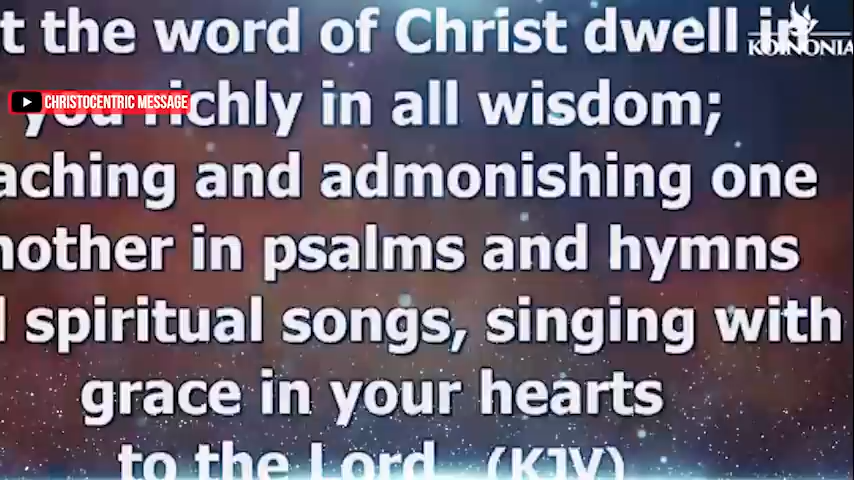 t the word of Christ dwell in
KOINONIA
CHRISTOCENTRIC MESSAGE
you richly in all wisdom;
aching and admonishing one
nother in psalms and hymns
spiritual songs, singing with
grace in your hearts
to the Lord. (KJV)